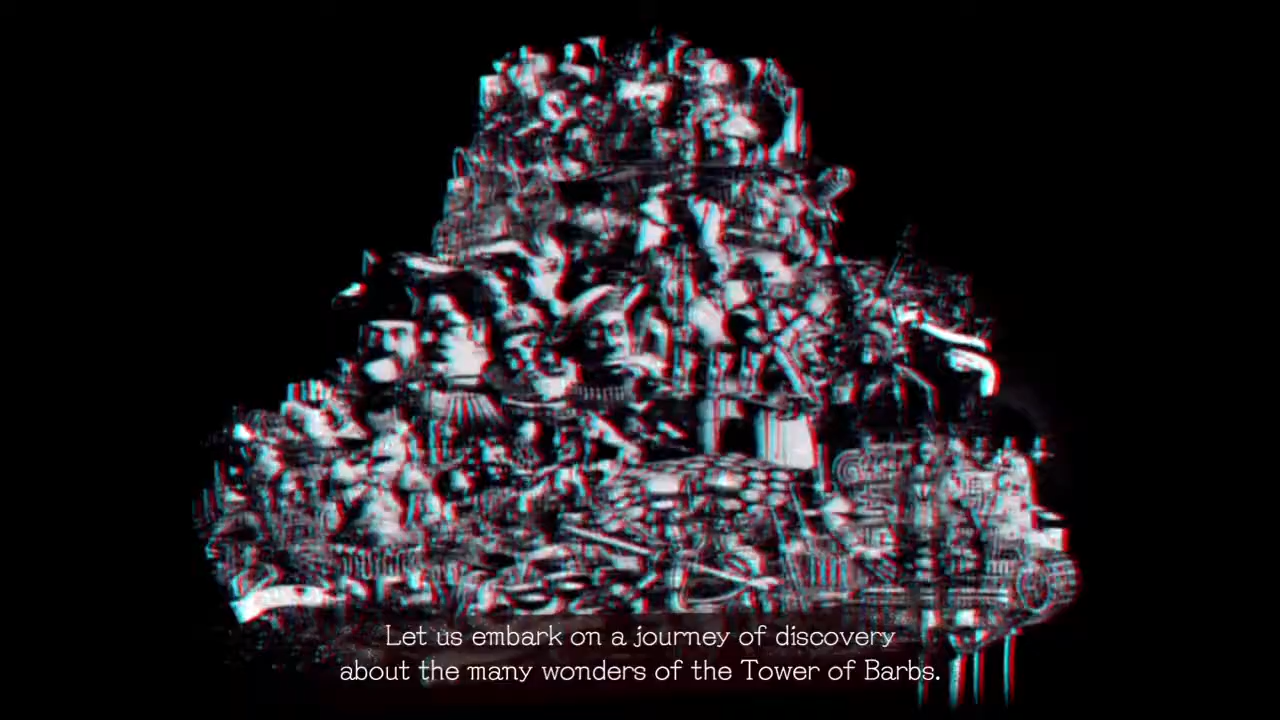 Let us embark on a journey of discovery
about the many wonders of the Tower of Barbs.